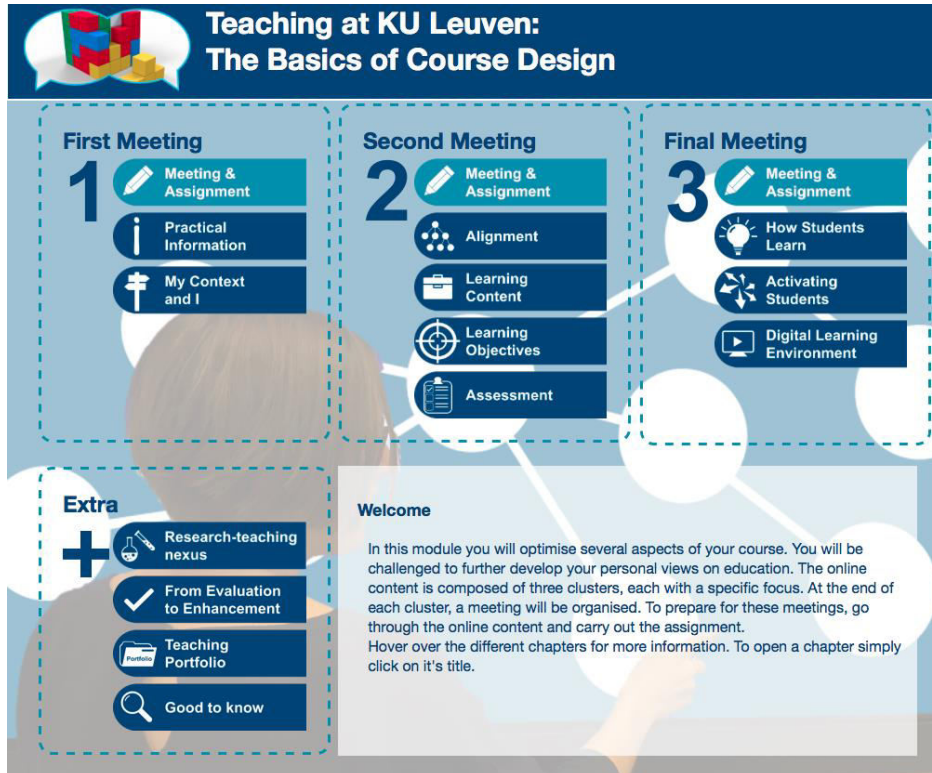 Teaching at KU Leuven:
The Basics of Course Design
First Meeting
1
Meeting &
Assignment
Practical
Information
My Context
and I
Second Meeting
2
Meeting &
Assignment
Alignment
Learning
Content
Learning
Objectives
Assessment
Final Meeting
3
Meeting &
Assignment
How Students
Learn
Activating
Students
Digital Learning
Environment
Extra
+
Research-teaching
nexus
From Evaluation
to Enhancement
Portfolio
Teaching
Portfolio
Good to know
Welcome
In this module you will optimise several aspects of your course. You will be
challenged to further develop your personal views on education. The online
content is composed of three clusters, each with a specific focus. At the end of
each cluster, a meeting will be organised. To prepare for these meetings, go
through the online content and carry out the assignment.
Hover over the different chapters for more information. To open a chapter simply
click on it's title.